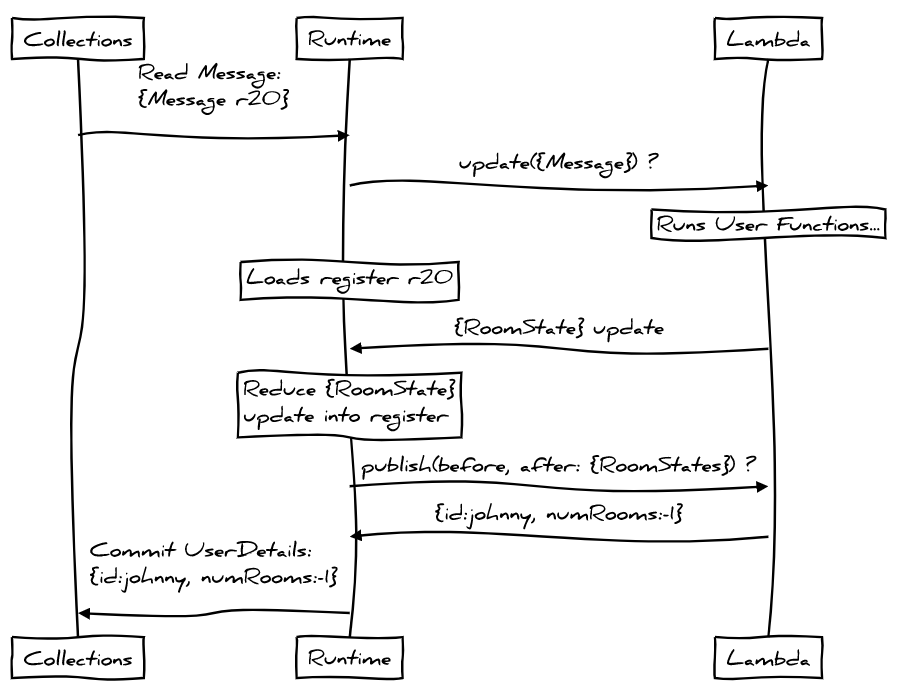 Collections
Runtime
Lambda
Read Message:
{Message r20}
update({Message}) ?
Runs User Functions...
Loads register r20
{RoomState} update
Reduce {RoomState}
update into register
publish(before, after: {RoomStates}) ?
{id:johnny, numRooms:-1}
Commit UserDetails:
{id:johnny, numRooms:-1}
Collections
Runtime
Lambda